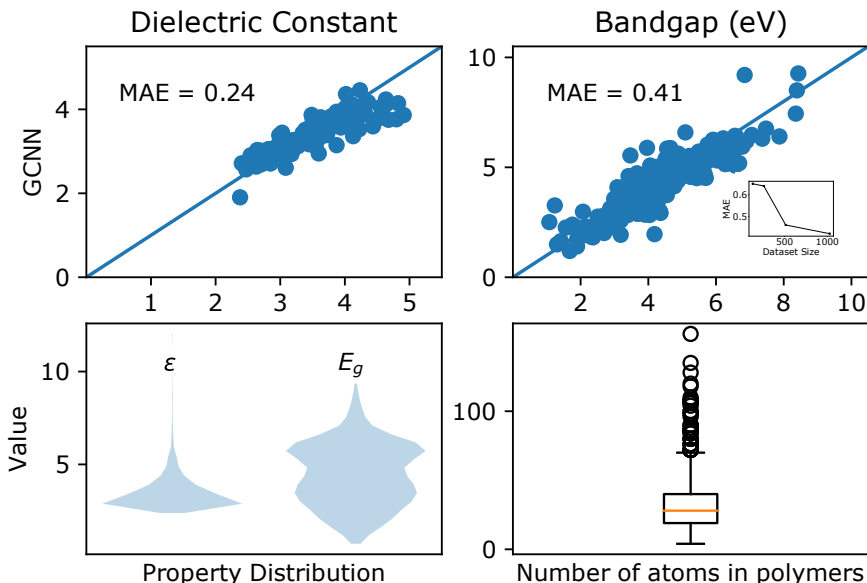 Dielectric Constant
Bandgap (eV)
MAE = 0.24
MAE = 0.41
GCNN
4
2
0
1
2
3
4
5
10
5
0
2
4
6
8
10
MAE
0.6
0.5
500
1000
Dataset Size
Value
10
5
ε
E_g
Property Distribution
100
0
Number of atoms in polymers